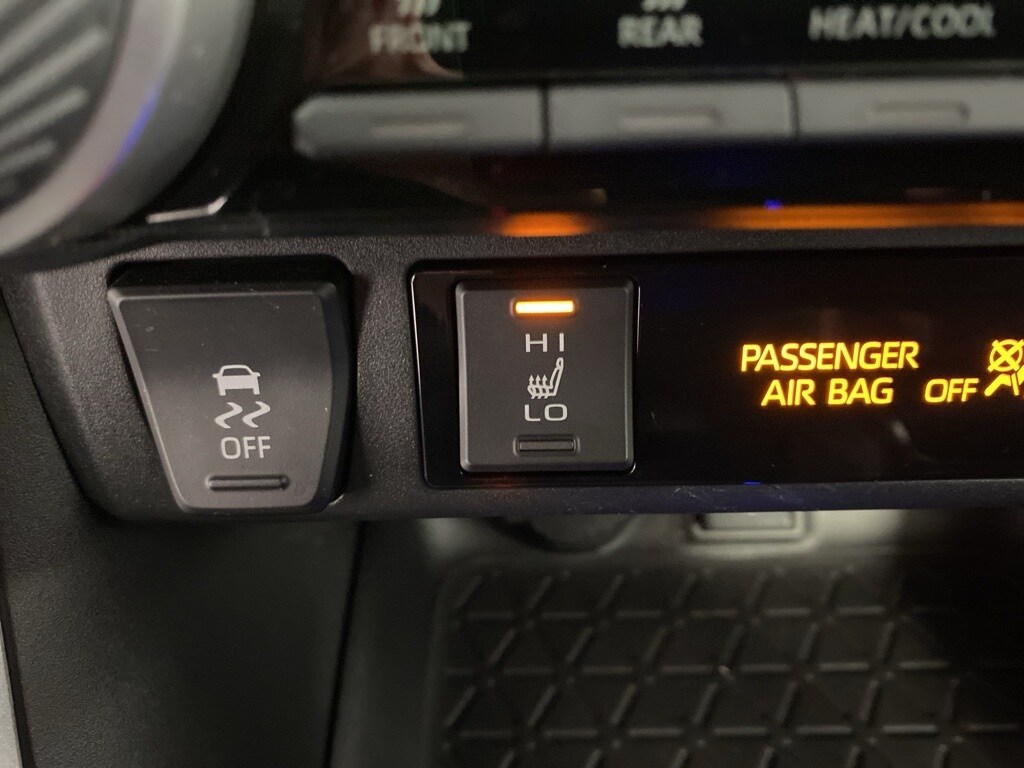 FRONT
REAR
HEAT/COOL
OFF
HI
LO
PASSENGER
AIR BAG OFF